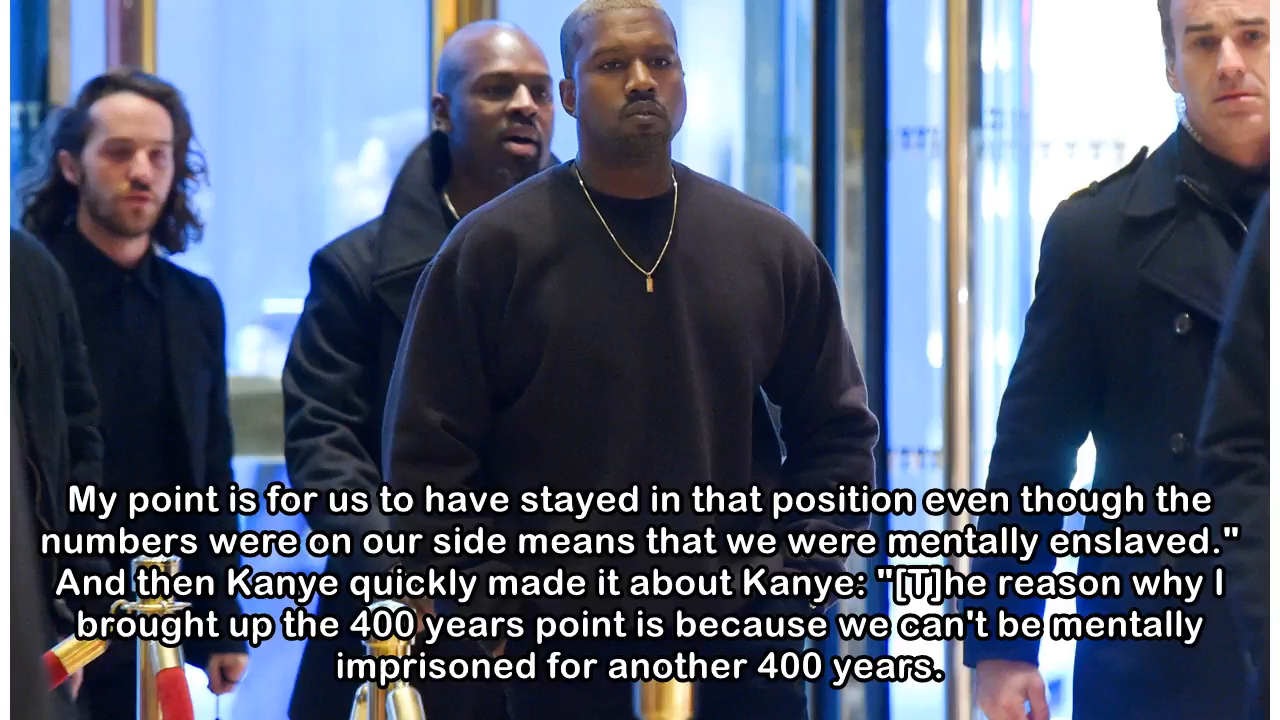 My point is for us to have stayed in that position even though the
numbers were on our side means that we were mentally enslaved."
And then Kanye quickly made it about Kanye: "[T]he reason why I
brought up the 400 years point is because we can't be mentally
imprisoned for another 400 years.